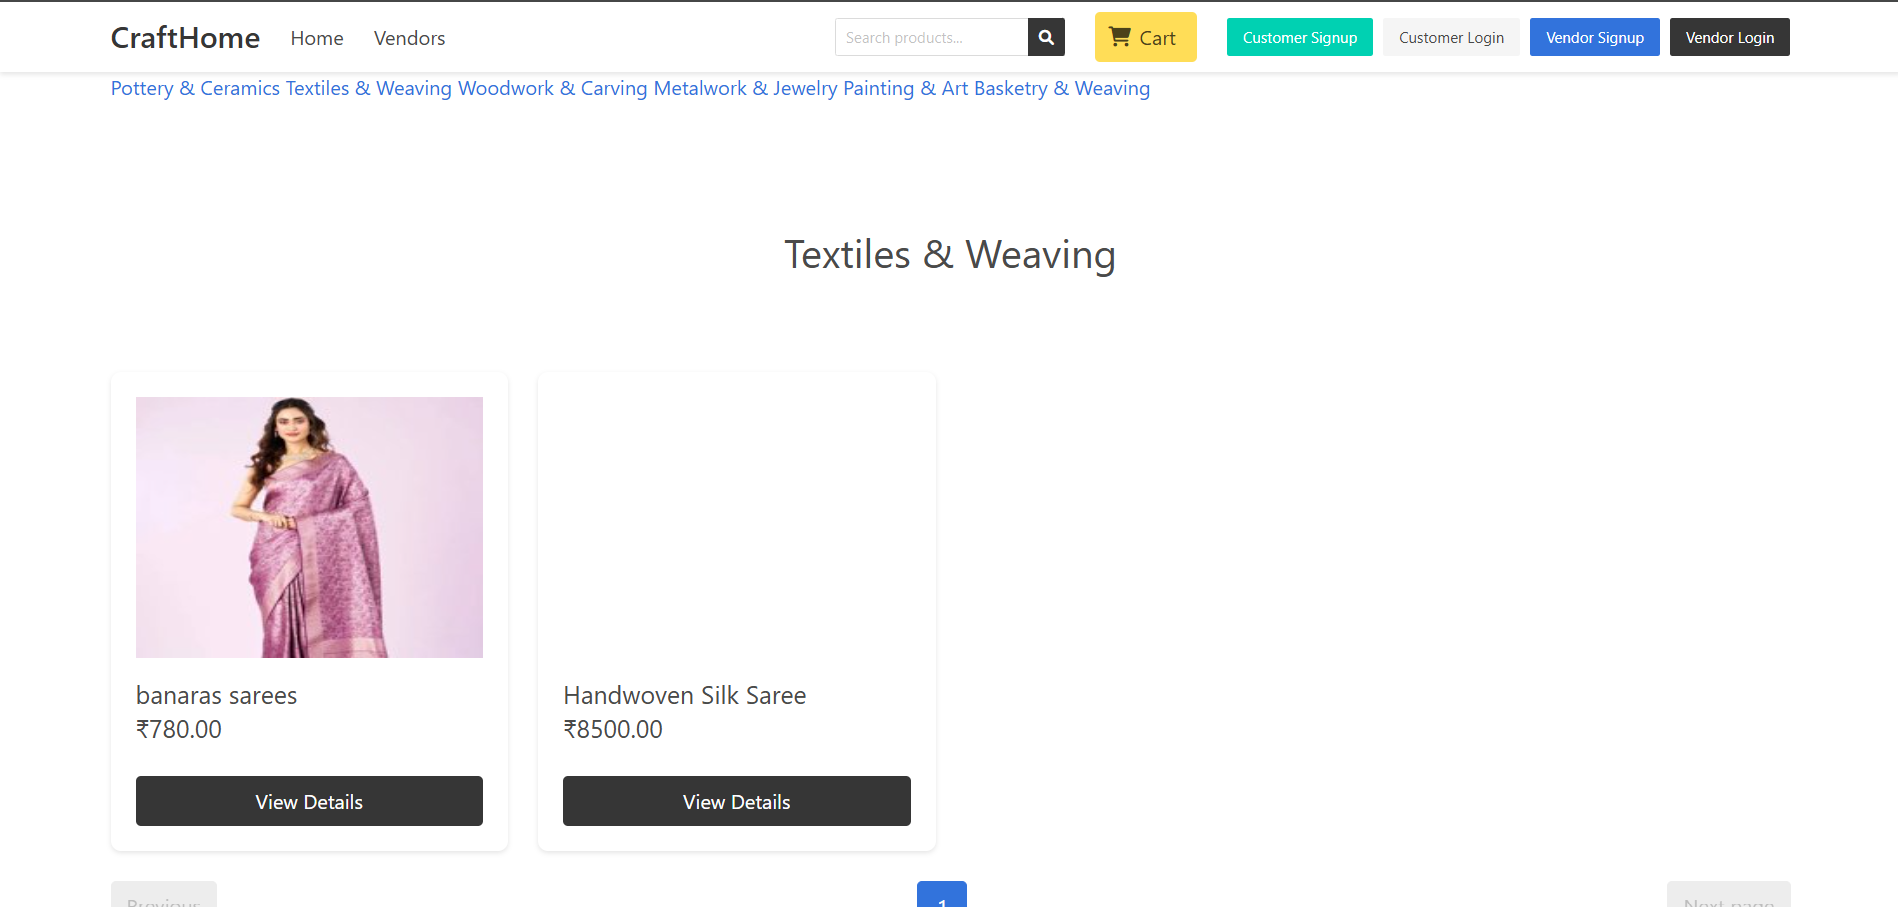 CraftHome Home Vendors Search products... Cart Customer Signup Customer Login Vendor Signup Vendor Login
Pottery & Ceramics Textiles & Weaving Woodwork & Carving Metalwork & Jewelry Painting & Art Basketry & Weaving
Textiles & Weaving
banaras sarees
₹780.00
View Details
Handwoven Silk Saree
₹8500.00
View Details
Previous 1 Next page